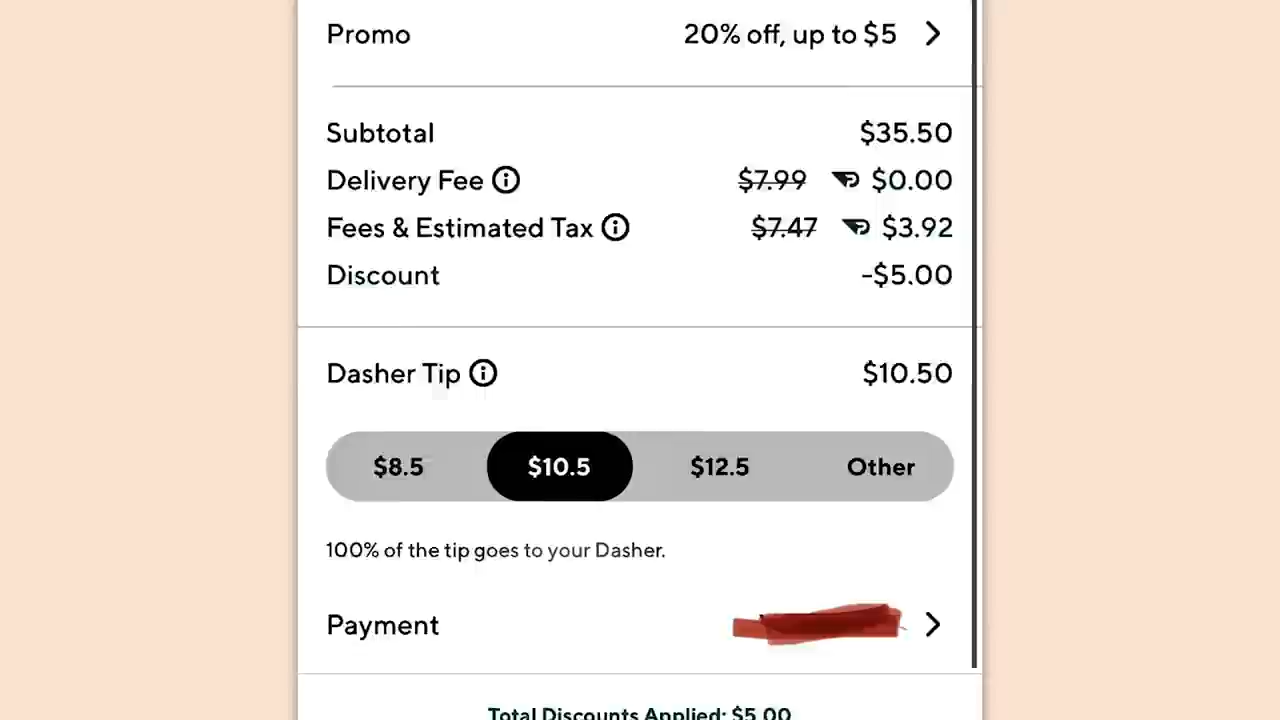 Promo 20% off, up to $5
Subtotal $35.50
Delivery Fee $7.99 $0.00
Fees & Estimated Tax $7.47 $3.92
Discount -$5.00
Dasher Tip $10.50
$8.5 $10.5 $12.5 Other
100% of the tip goes to your Dasher.
Payment
Total Discounts Applied: $5.00